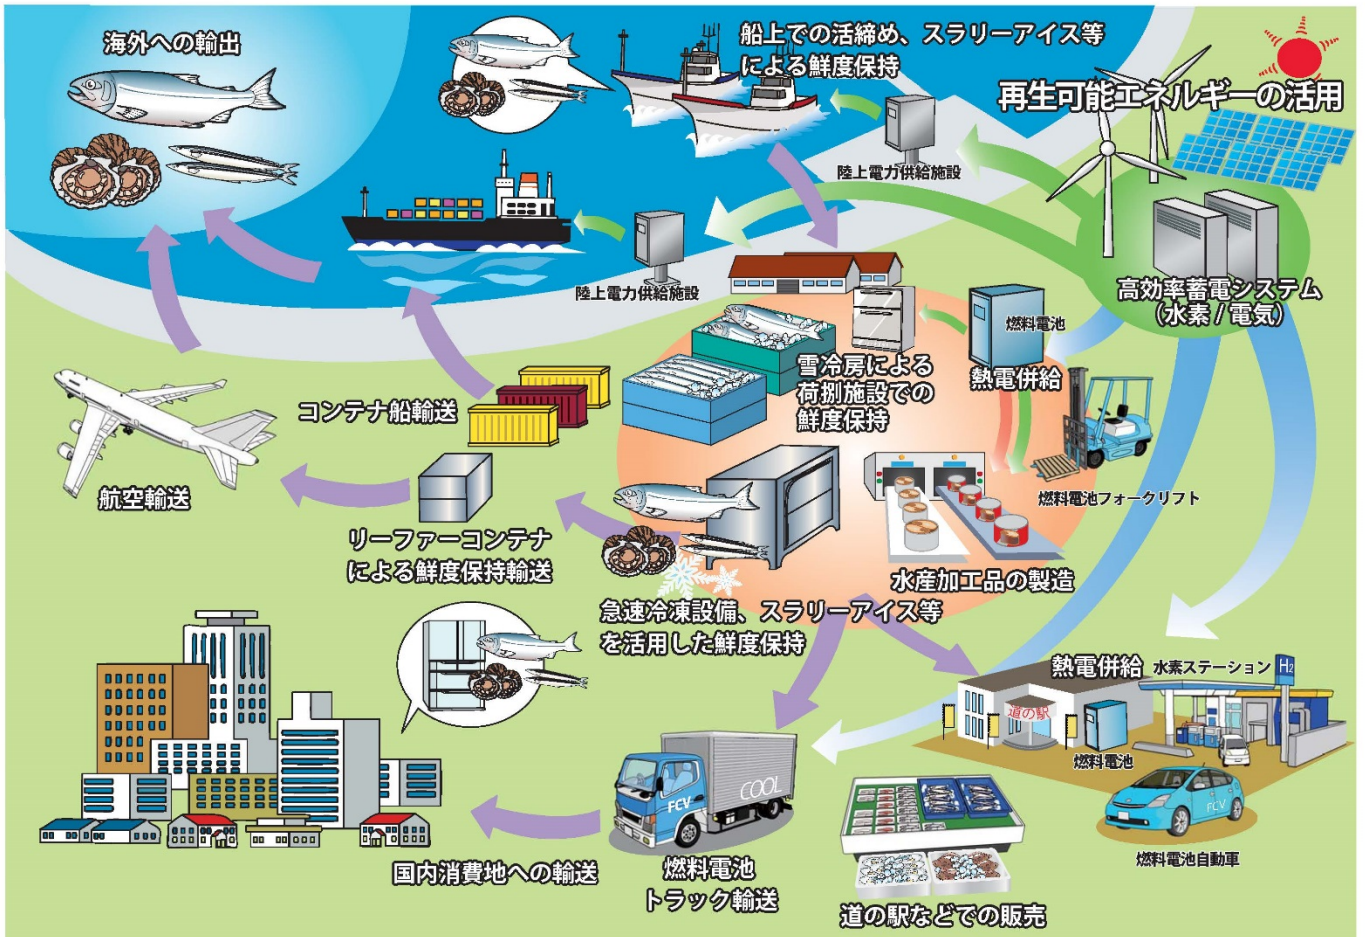 海外への輸出
船上での活締め、スラリーアイス等
による鮮度保持
再生可能エネルギーの活用
陸上電力供給施設
陸上電力供給施設
高効率蓄電システム
（水素/電気）
燃料電池
熱電併給
雪冷房による
荷捌施設での
鮮度保持
コンテナ船輸送
航空輸送
リーファーコンテナ
による鮮度保持輸送
燃料電池フォークリフト
水産加工品の製造
急速冷凍設備、スラリーアイス等
を活用した鮮度保持
熱電併給
水素ステーション
H2
道の駅
燃料電池
FCV
COOL
FCV
燃料電池自動車
国内消費地への輸送
燃料電池
トラック輸送
道の駅などでの販売